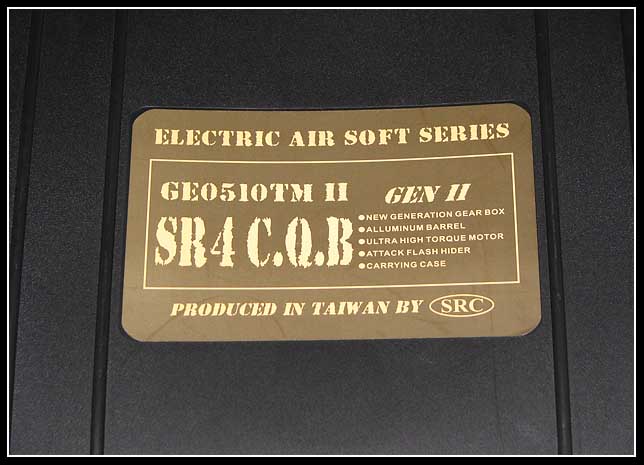 ELECTRIC AIR SOFT SERIES
GE0510TM II
GEN II
SR4 C.Q.B
●NEW GENERATION GEAR BOX
●ALLUMINUM BARREL
●ULTRA HIGH TORQUE MOTOR
●ATTACK FLASH HIDER
●CARRYING CASE
PRODUCED IN TAIWAN BY SRC